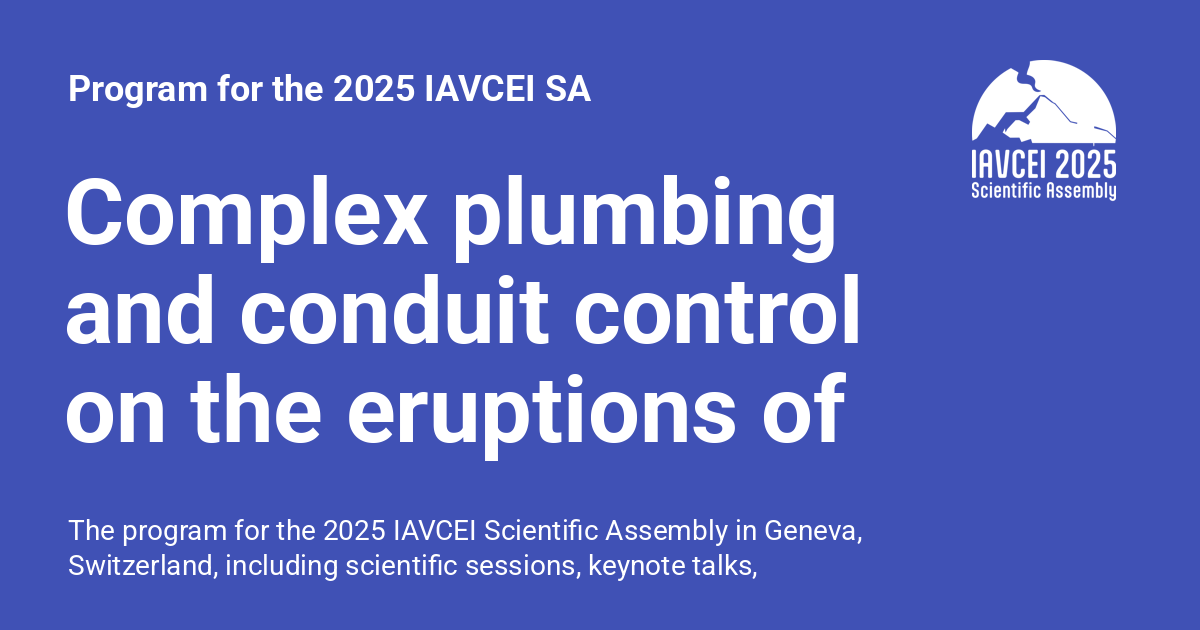 Program for the 2025 IAVCEI SA
IAVCEI 2025
Scientific Assembly
Complex plumbing
and conduit control
on the eruptions of
The program for the 2025 IAVCEI Scientific Assembly in Geneva,
Switzerland, including scientific sessions, keynote talks,